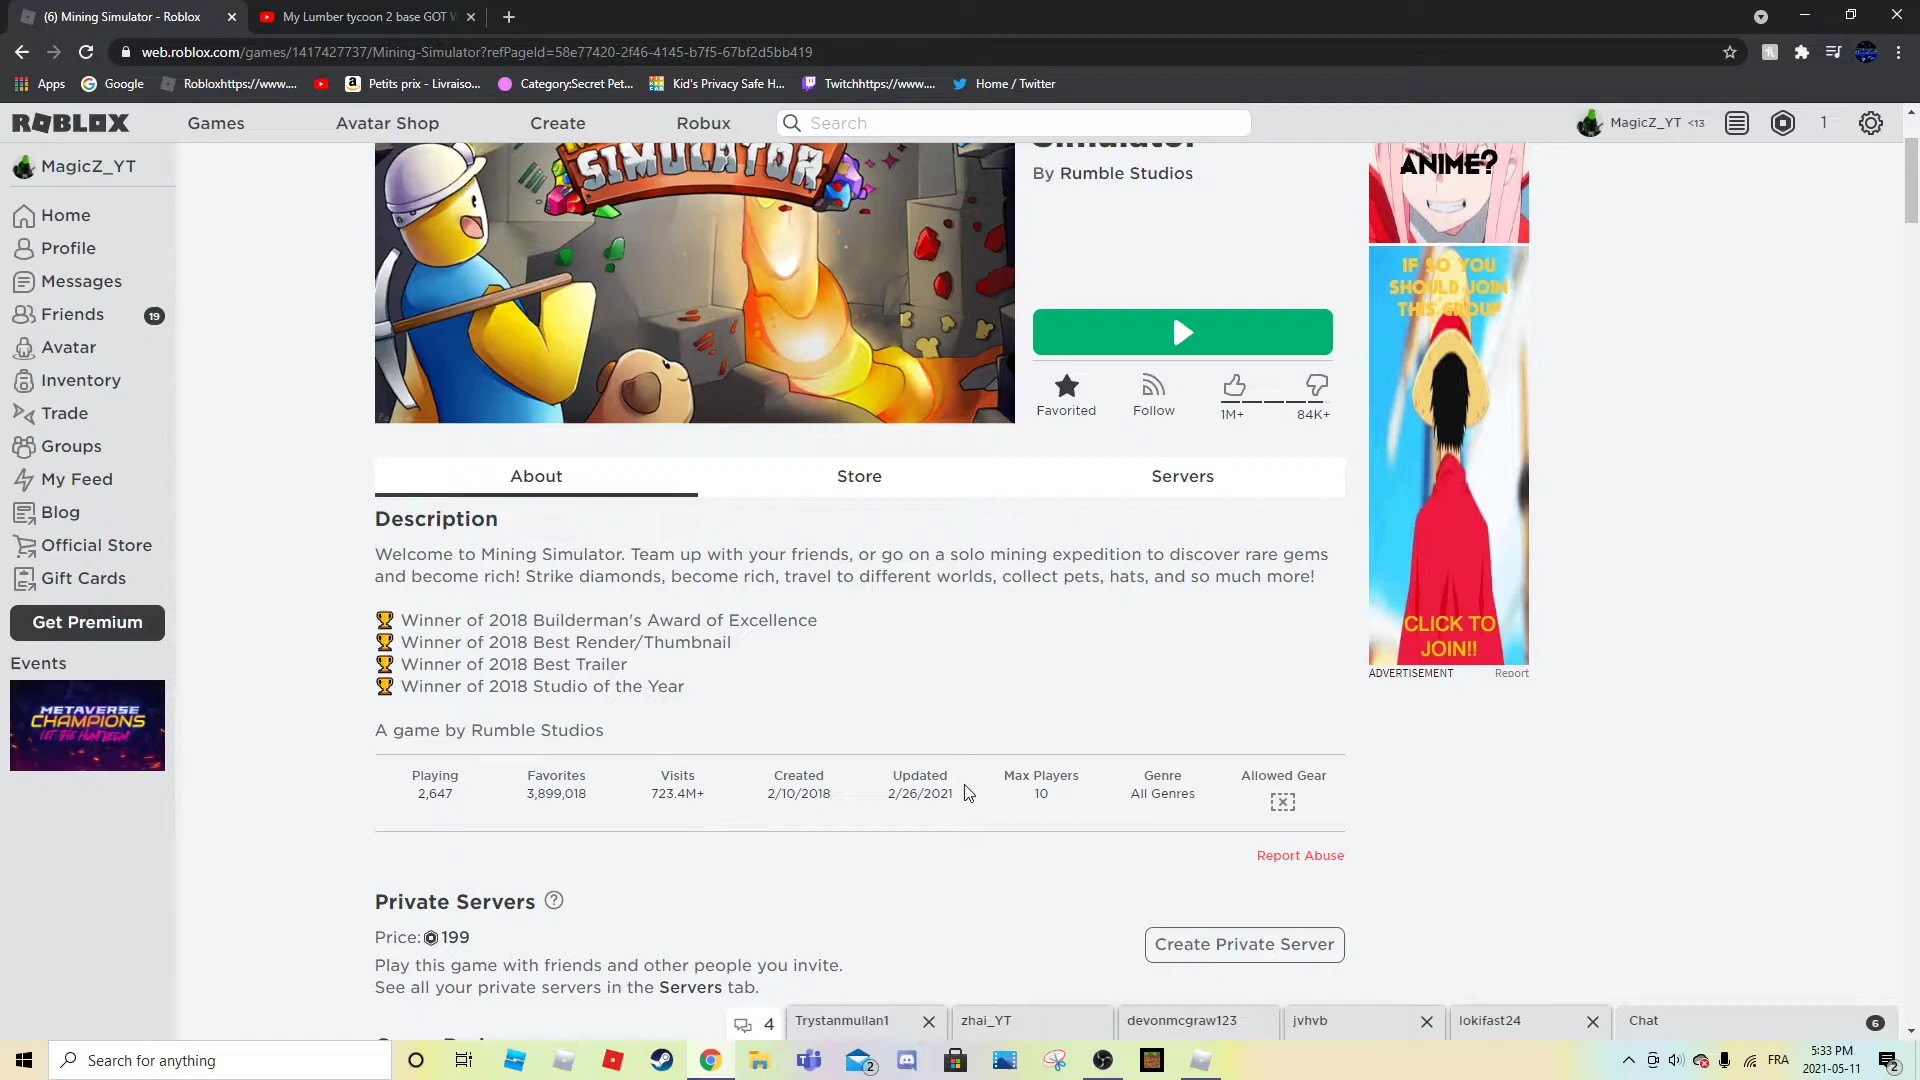 (6) Mining Simulator - Roblox
My Lumber tycoon 2 base GOT W
web.roblox.com/games/1417427737/Mining-Simulator?refPageId=58e77420-2f46-4145-b7f5-67bf2d5bb419
Apps
Google
Robloxhttps://www....
Petits prix - Livraiso...
Category:Secret Pet...
Kid's Privacy Safe H...
Twitchhttps://www....
Home / Twitter
ROBLOX
Games
Avatar Shop
Create
Robux
Search
MagicZ_YT <13
1
MagicZ_YT
Home
Profile
Messages
Friends
19
Avatar
Inventory
Trade
Groups
My Feed
Blog
Official Store
Gift Cards
Get Premium
Events
METAVERSE
CHAMPIONS
LET THE HUNT BEGIN!
SIMULATOR
Simulator
By Rumble Studios
Favorited
Follow
1M+
84K+
ANIME?
IF SO YOU
SHOULD JOIN
THIS GROUP
CLICK TO
JOIN!!
ADVERTISEMENT
Report
About
Store
Servers
Description
Welcome to Mining Simulator. Team up with your friends, or go on a solo mining expedition to discover rare gems
and become rich! Strike diamonds, become rich, travel to different worlds, collect pets, hats, and so much more!
🏆 Winner of 2018 Builderman's Award of Excellence
🏆 Winner of 2018 Best Render/Thumbnail
🏆 Winner of 2018 Best Trailer
🏆 Winner of 2018 Studio of the Year
A game by Rumble Studios
Playing
2,647
Favorites
3,899,018
Visits
723.4M+
Created
2/10/2018
Updated
2/26/2021
Max Players
10
Genre
All Genres
Allowed Gear
Report Abuse
Private Servers
Price: 199
Create Private Server
Play this game with friends and other people you invite.
See all your private servers in the Servers tab.
4
Trystanmullan1
zhai_YT
devonmcgraw123
jvhvb
lokifast24
Chat
6
Search for anything
2
FRA
5:33 PM
2021-05-11
2